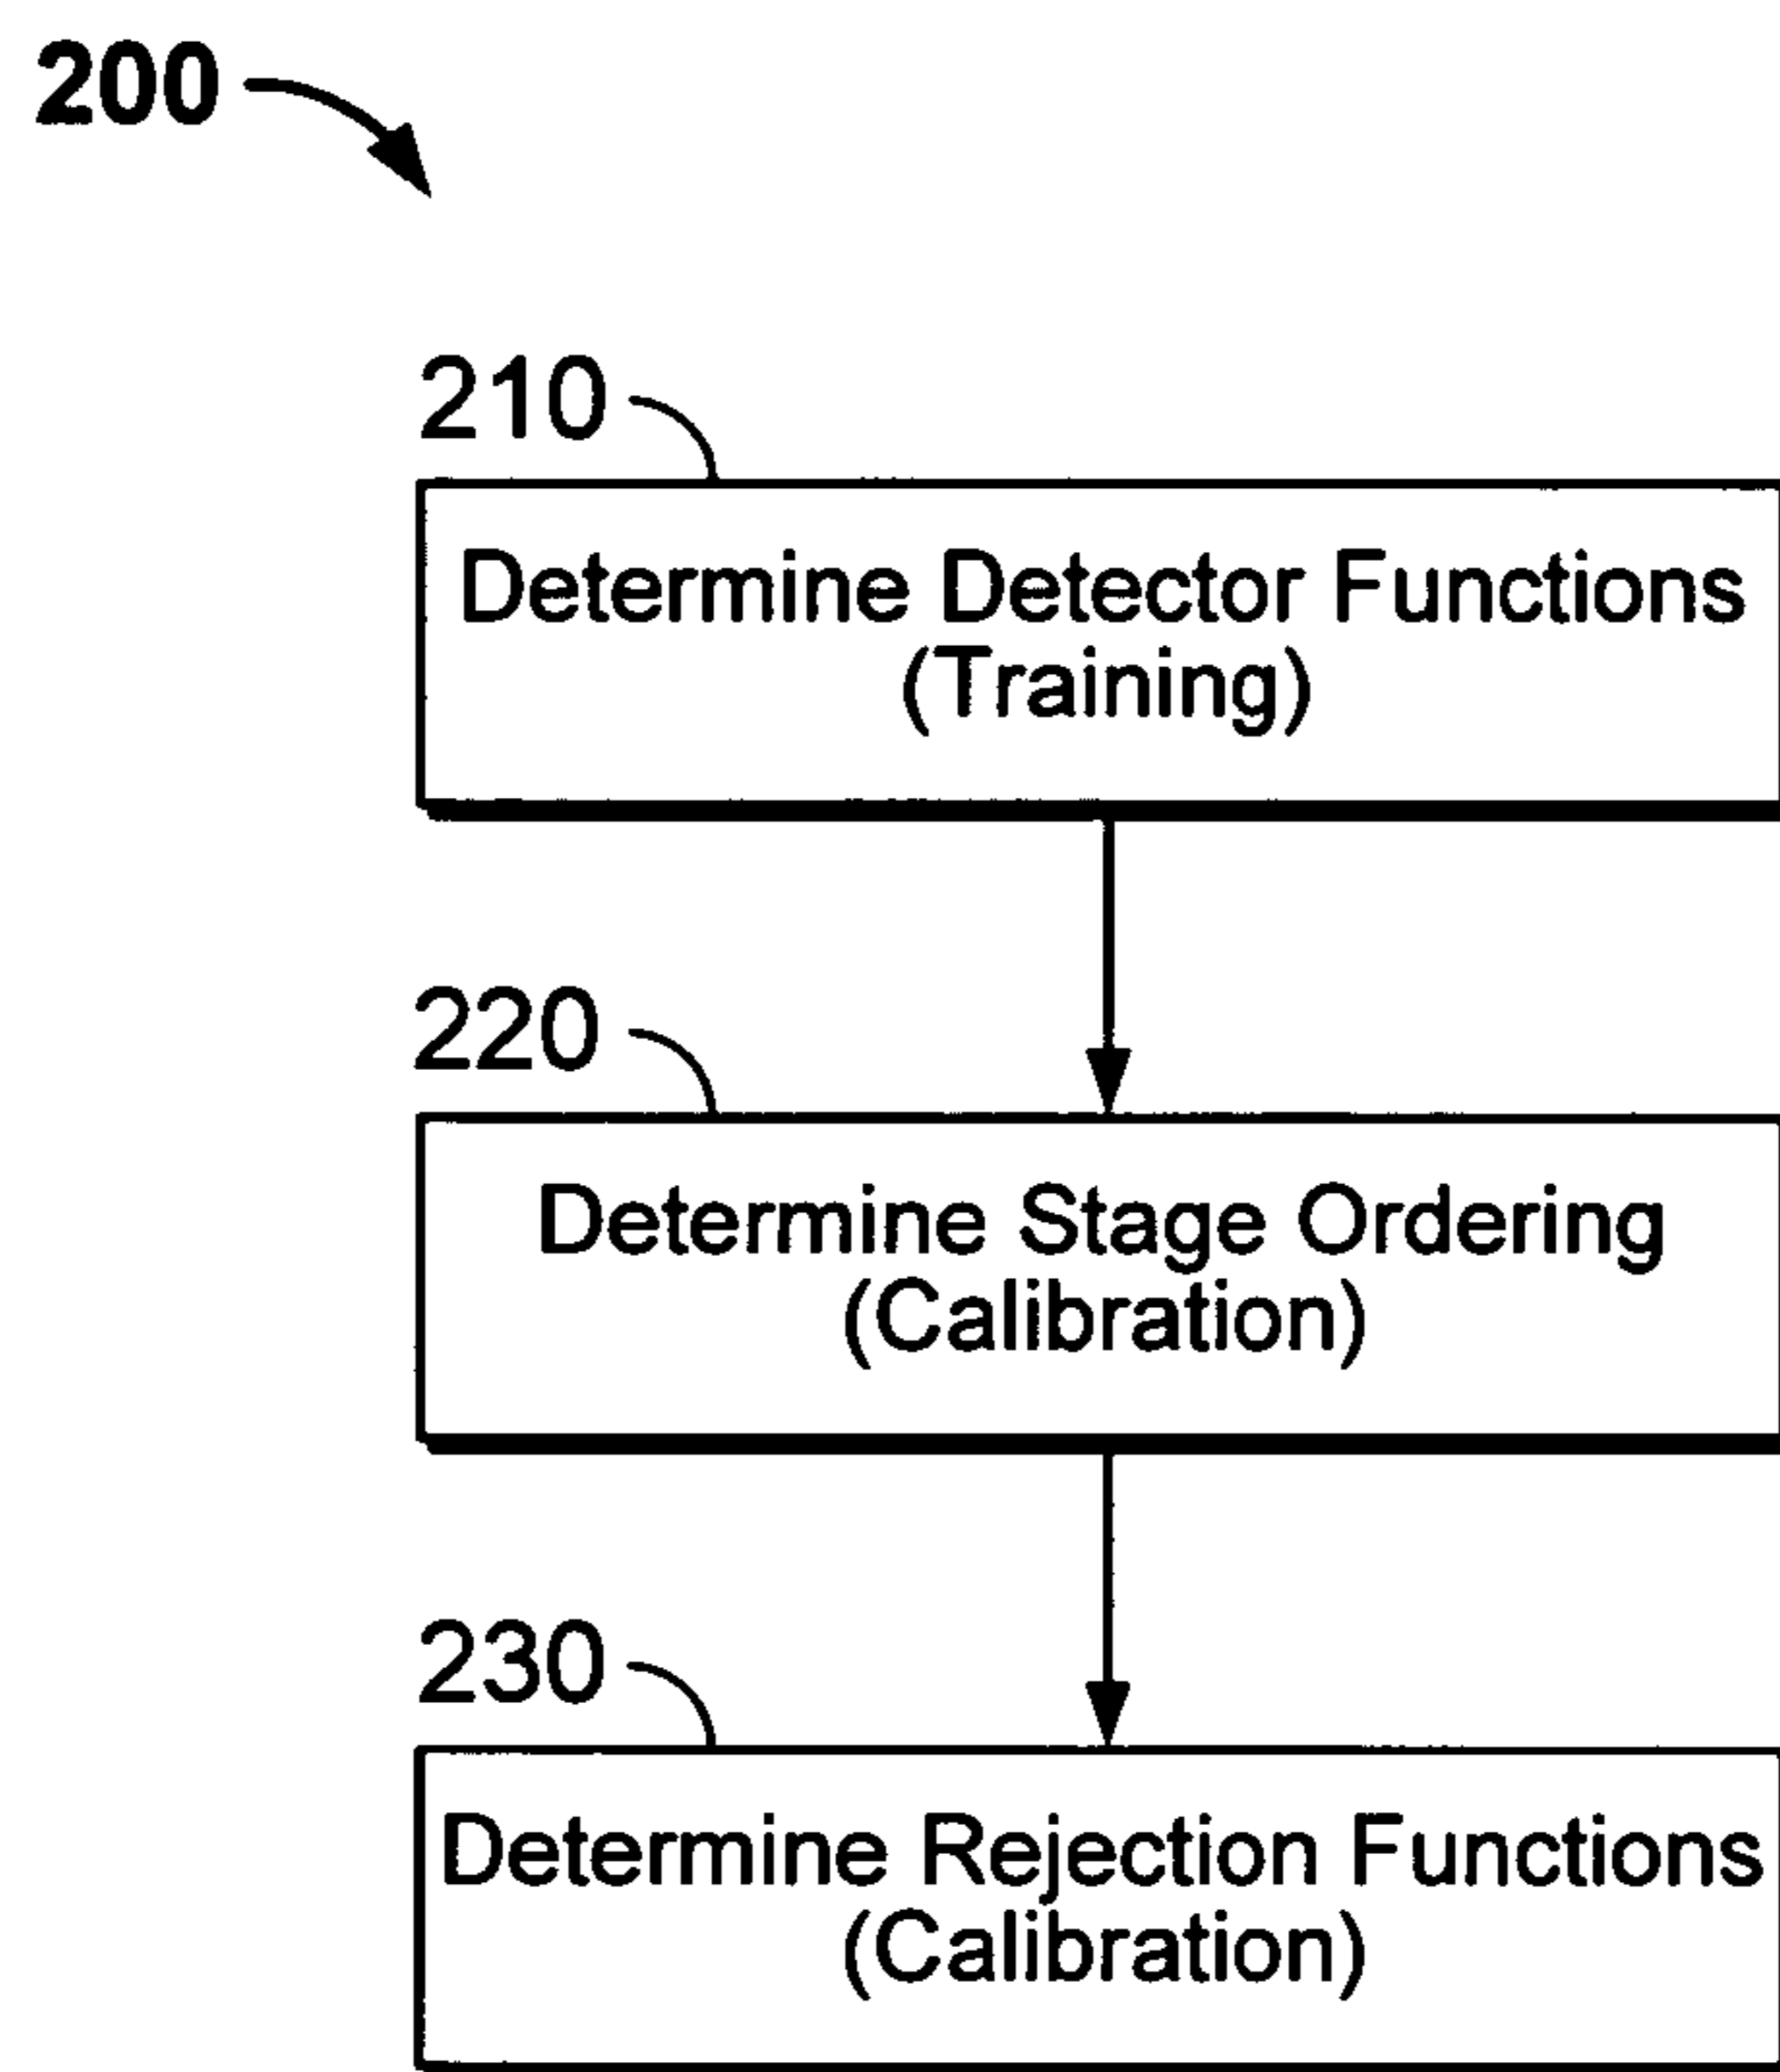 200
210
Determine Detector Functions
(Training)
220
Determine Stage Ordering
(Calibration)
230
Determine Rejection Functions
(Calibration)